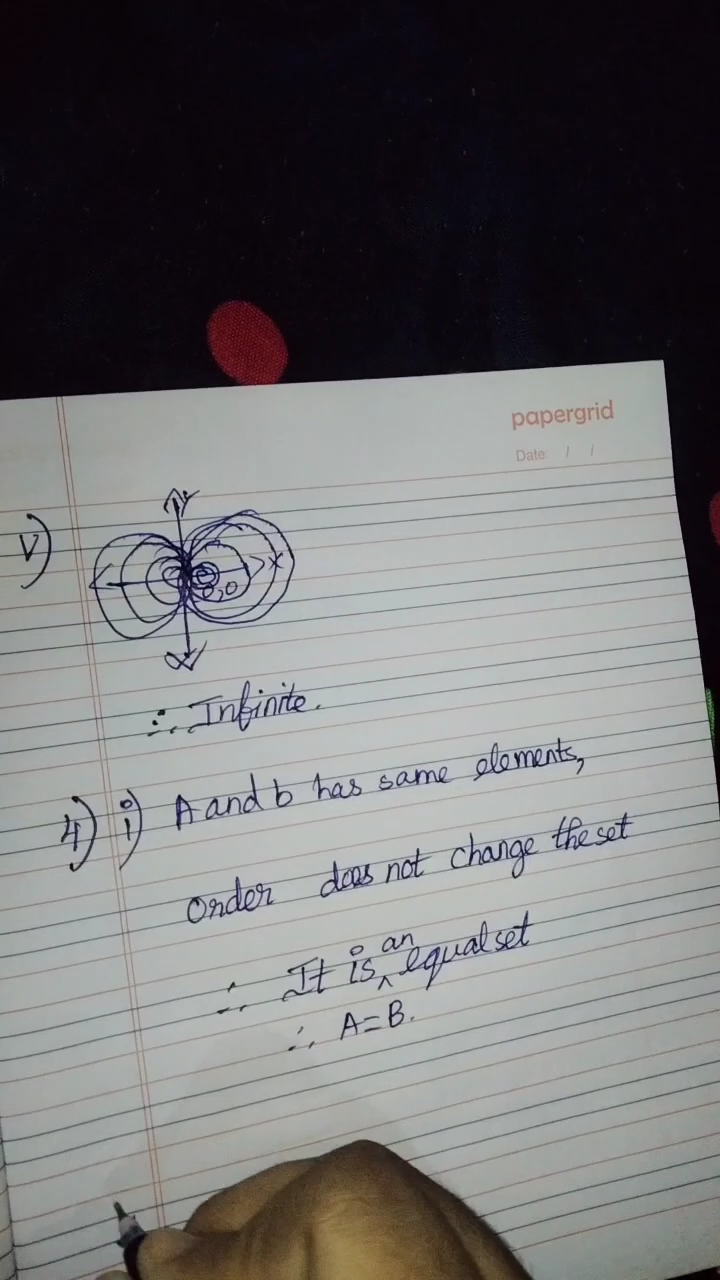 papergrid
Date: / /
v)
Y
X
0,0
∴ Infinite.
4) i) A and b has same elements,
order does not change the set
an
∴ It is ^ equal set
∴ A=B.